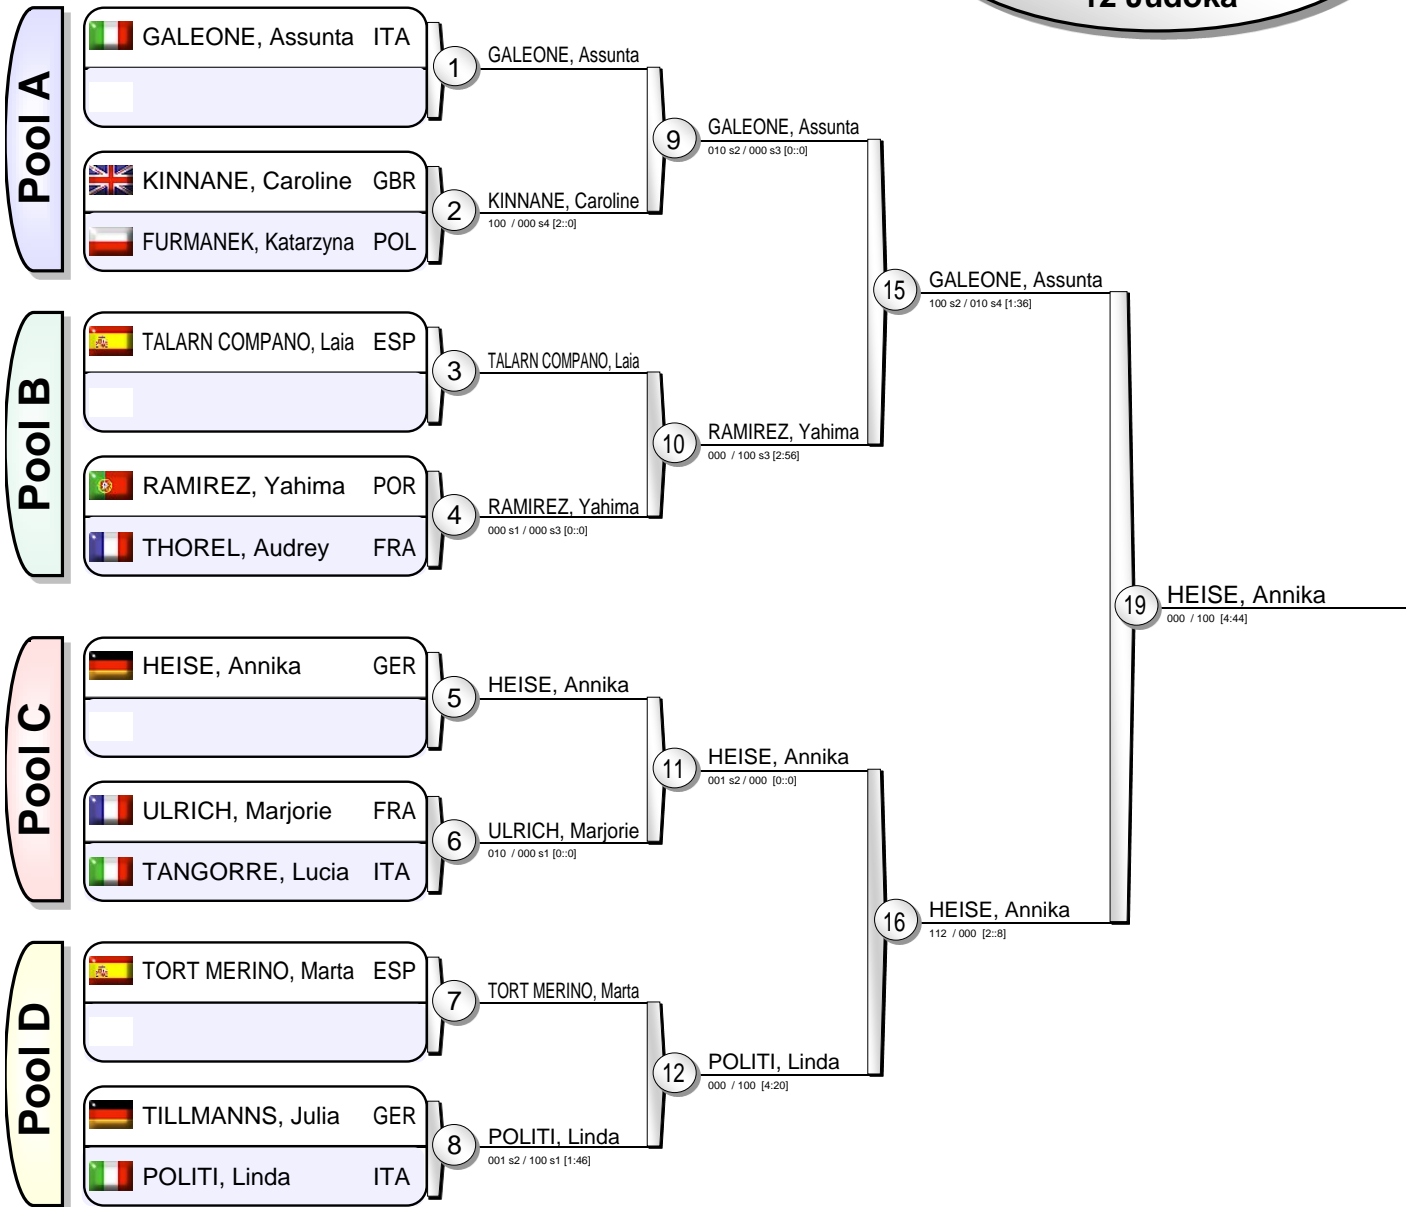 12 Judoka
Pool A
GALEONE, Assunta ITA
1
GALEONE, Assunta
KINNANE, Caroline GBR
FURMANEK, Katarzyna POL
2
KINNANE, Caroline
100 / 000 s4 [2::0]
9
GALEONE, Assunta
010 s2 / 000 s3 [0::0]
Pool B
TALARN COMPANO, Laia ESP
3
TALARN COMPANO, Laia
RAMIREZ, Yahima POR
THOREL, Audrey FRA
4
RAMIREZ, Yahima
000 s1 / 000 s3 [0::0]
10
RAMIREZ, Yahima
000 / 100 s3 [2:56]
15
GALEONE, Assunta
100 s2 / 010 s4 [1:36]
Pool C
HEISE, Annika GER
5
HEISE, Annika
ULRICH, Marjorie FRA
TANGORRE, Lucia ITA
6
ULRICH, Marjorie
010 / 000 s1 [0::0]
11
HEISE, Annika
001 s2 / 000 [0::0]
Pool D
TORT MERINO, Marta ESP
7
TORT MERINO, Marta
TILLMANNS, Julia GER
POLITI, Linda ITA
8
POLITI, Linda
001 s2 / 100 s1 [1:46]
12
POLITI, Linda
000 / 100 [4:20]
16
HEISE, Annika
112 / 000 [2::8]
19
HEISE, Annika
000 / 100 [4:44]